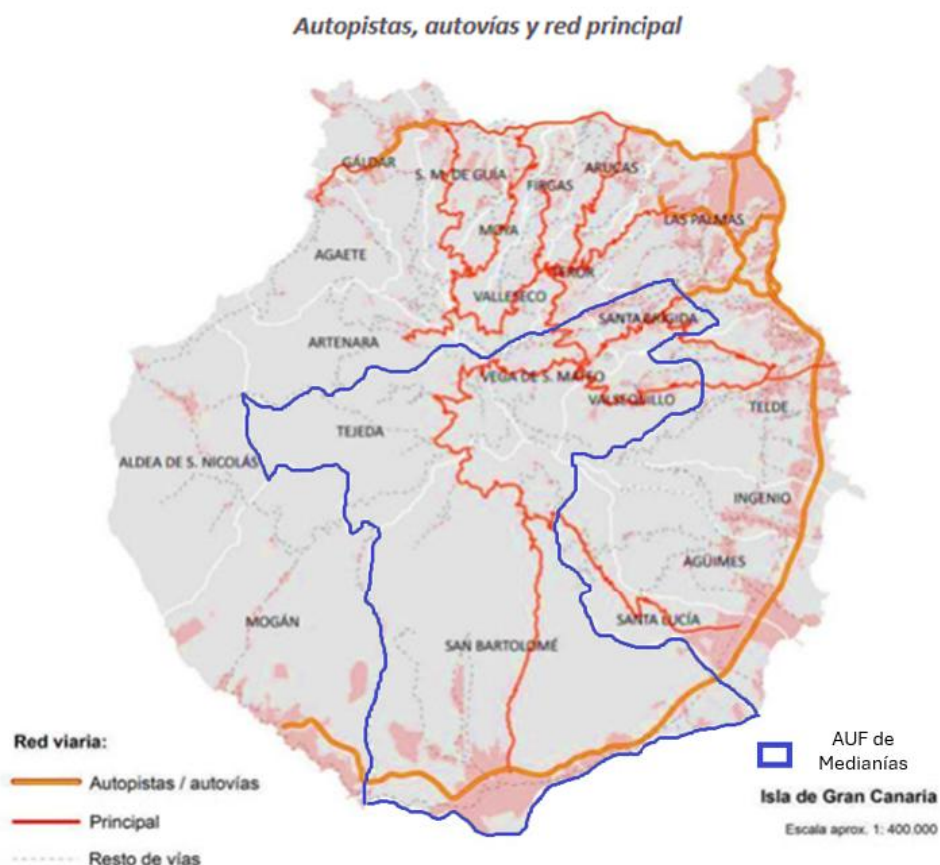 Autopistas, autovías y red principal
GÁLDAR
S. M. DE GUÍA
FIRGAS
ARUCAS
MOYA
LAS PALMAS
AGAETE
TEROR
VALLESECO
SANTA BRÍGIDA
ARTENARA
VEGA DE S. MATEO
VALSEQUILLO
TELDE
TEJEDA
ALDEA DE S. NICOLÁS
INGENIO
AGÜIMES
MOGÁN
SANTA LUCÍA
SAN BARTOLOMÉ
Red viaria:
Autopistas / autovías
Principal
Resto de vías
AUF de
Medianías
Isla de Gran Canaria
Escala aprox. 1: 400.000